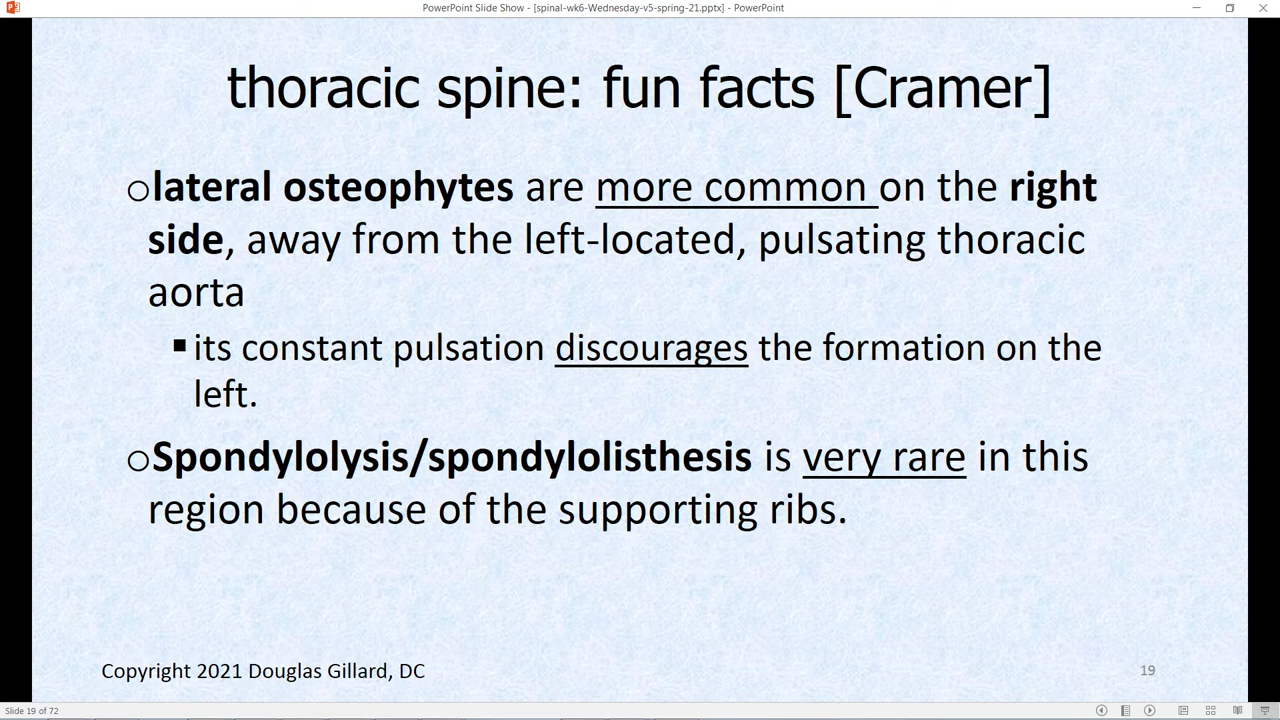 PowerPoint Slide Show - [spinal-wk6-Wednesday-v5-spring-21.pptx] - PowerPoint
thoracic spine: fun facts [Cramer]
olateral osteophytes are more common on the right
side, away from the left-located, pulsating thoracic
aorta
▪its constant pulsation discourages the formation on the
left.
oSpondylolysis/spondylolisthesis is very rare in this
region because of the supporting ribs.
Copyright 2021 Douglas Gillard, DC
19
Slide 19 of 72